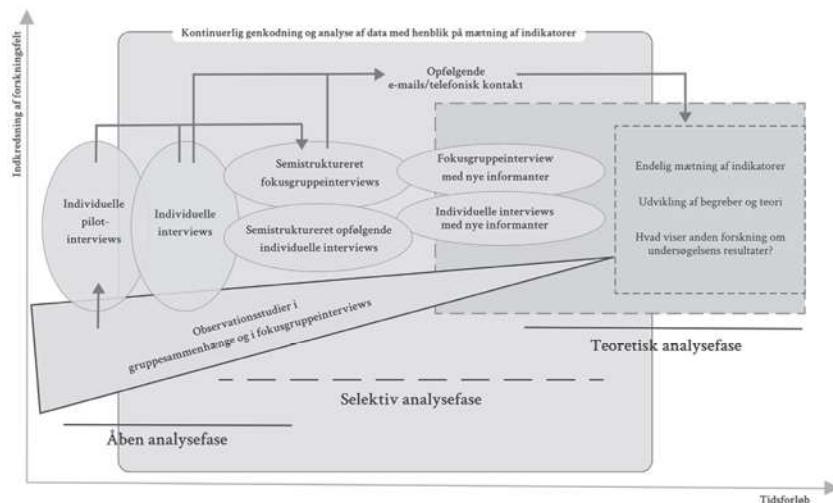 Kontinuerlig genkodning og analyse af data med henblik på mætning af indikatorer
Indkredsning af forskningsfelt
Opfølgende
e-mails/telefonisk kontakt
Individuelle
pilot-
interviews
Individuelle
interviews
Semistruktureret
fokusgruppeinterviews
Semistruktureret opfølgende
individuelle interviews
Fokusgruppeinterview
med nye informanter
Individuelle interviews
med nye informanter
Endelig mætning af indikatorer
Udvikling af begreber og teori
Hvad viser anden forskning om
undersøgelsens resultater?
Observationsstudier i
gruppesammenhænge og i fokusgruppeinterviews
Teoretisk analysefase
Selektiv analysefase
Åben analysefase
Tidsforløb